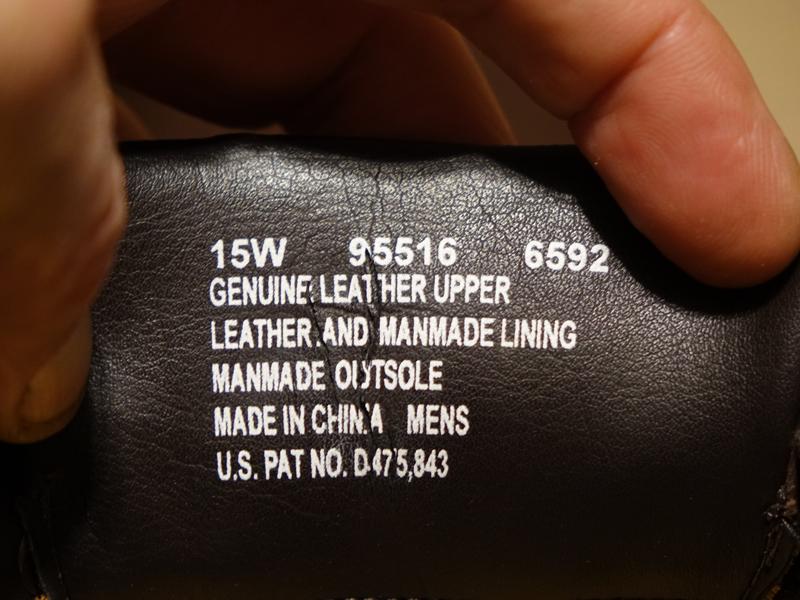 15W 95516 6592
GENUINE LEATHER UPPER
LEATHER AND MANMADE LINING
MANMADE OUTSOLE
MADE IN CHINA MENS
U.S. PAT NO. D475,843